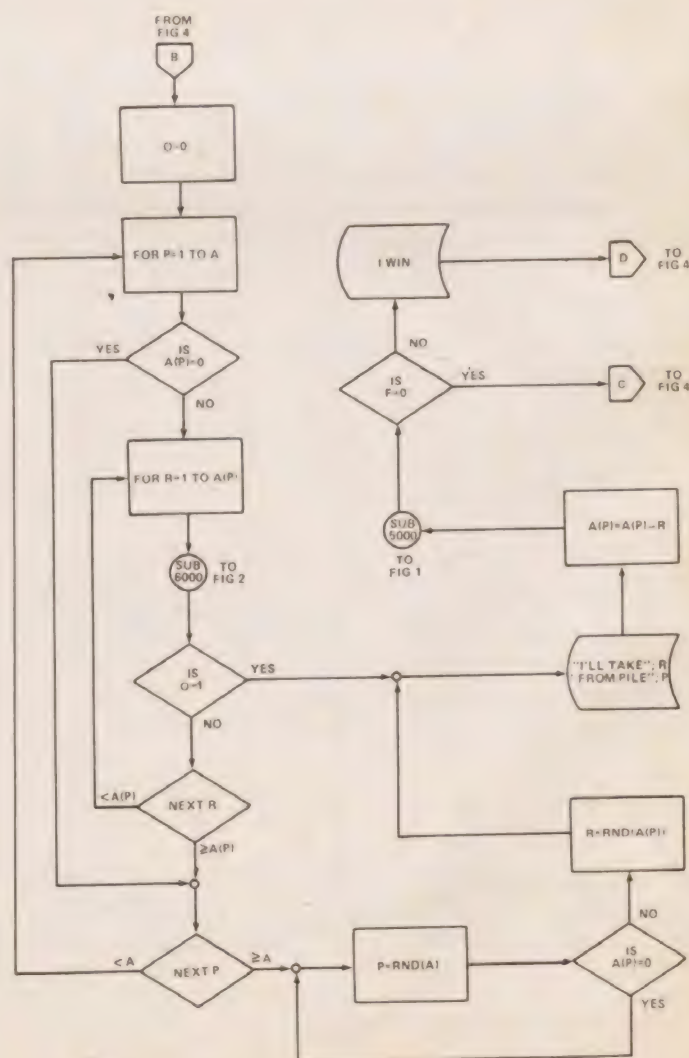 FROM
FIG 4
B
O=0
FOR P=1 TO A
IS
A(P)=0
YES
NO
FOR R=1 TO A(P)
SUB
6000
TO
FIG 2
IS
O=1
YES
NO
NEXT R
<A(P)
≥A(P)
NEXT P
<A
≥A
P=RND(A)
IS
A(P)=0
YES
NO
R=RND(A(P))
"I'LL TAKE"; R
" FROM PILE"; P
A(P)=A(P)-R
SUB
5000
TO
FIG 1
IS
F=0
YES
NO
C
TO
FIG 4
I WIN
D
TO
FIG 4